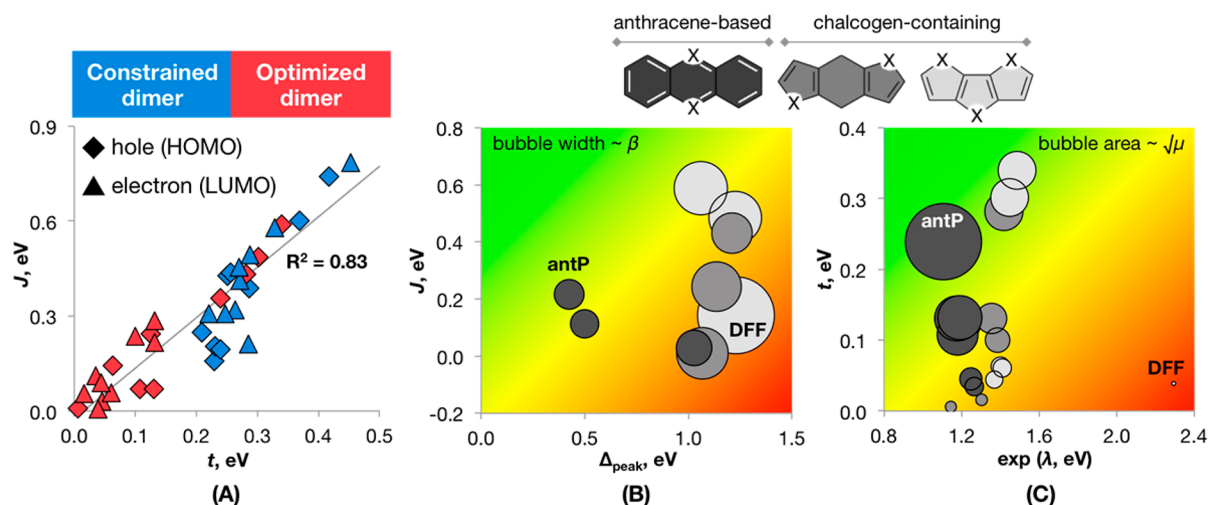 anthracene-based
chalcogen-containing
X
X
X
X
X
X
X
Constrained
dimer
Optimized
dimer
0.9
0.6
0.3
0.0
J, eV
hole (HOMO)
electron (LUMO)
R² = 0.83
0.0
0.1
0.2
0.3
0.4
0.5
t, eV
(A)
bubble width ~ β
0.8
0.6
0.4
0.2
0.0
-0.2
J, eV
antP
DFF
0.0
0.5
1.0
1.5
Δpeak, eV
(B)
bubble area ~ √μ
0.4
0.3
0.2
0.1
0.0
t, eV
antP
DFF
0.8
1.2
1.6
2.0
2.4
exp (λ, eV)
(C)